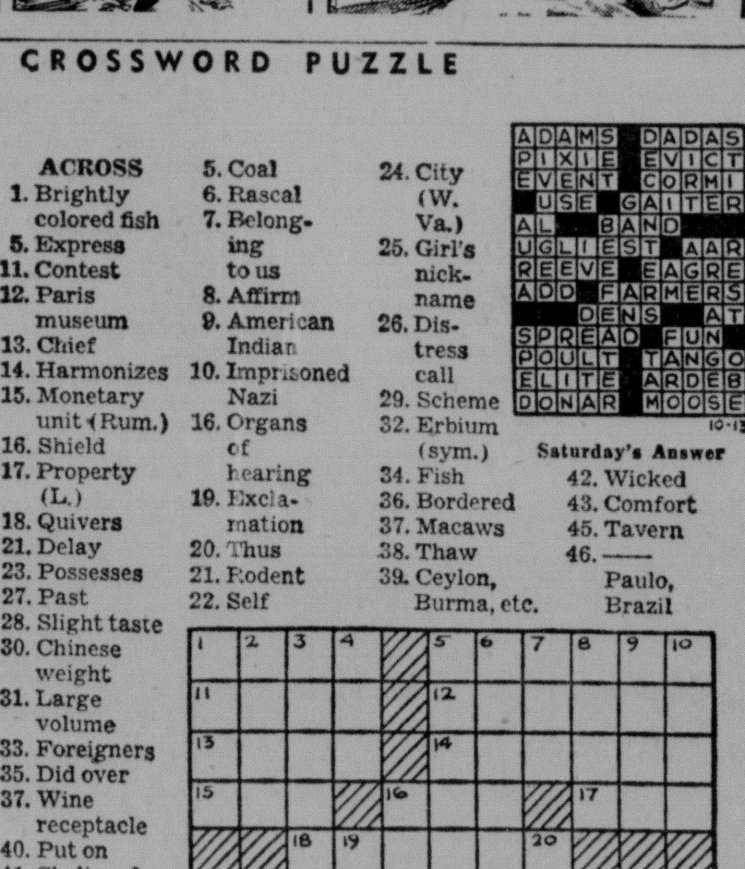 CROSSWORD PUZZLE
ACROSS
1. Brightly
colored fish
5. Express
11. Contest
12. Paris
museum
13. Chief
14. Harmonizes
15. Monetary
unit (Rum.)
16. Shield
17. Property
(L.)
18. Quivers
21. Delay
23. Possesses
27. Past
28. Slight taste
30. Chinese
weight
31. Large
volume
33. Foreigners
35. Did over
37. Wine
receptacle
40. Put on
5. Coal
6. Rascal
7. Belong-
ing
to us
8. Affirm
9. American
Indian
10. Imprisoned
Nazi
16. Organs
of
hearing
19. Excla-
mation
20. Thus
21. Rodent
22. Self
24. City
(W.
Va.)
25. Girl's
nick-
name
26. Dis-
tress
call
29. Scheme
32. Erbium
(sym.)
34. Fish
36. Bordered
37. Macaws
38. Thaw
39. Ceylon,
Burma, etc.
ADAMS DADAS
PIXIE EVICT
EVENT CORMI
USE GAITER
AL BAND
UGLIEST AAR
REEVE EAGRE
ADD FARMERS
DENS AT
SPREAD FUN
POULT TANGO
ELITE ARDEB
DONAR MOOSE
10-13
Saturday's Answer
42. Wicked
43. Comfort
45. Tavern
46. ——
Paulo,
Brazil
1 2 3 4 5 6 7 8 9 10
11 12
13 14
15 16 17
18 19 20